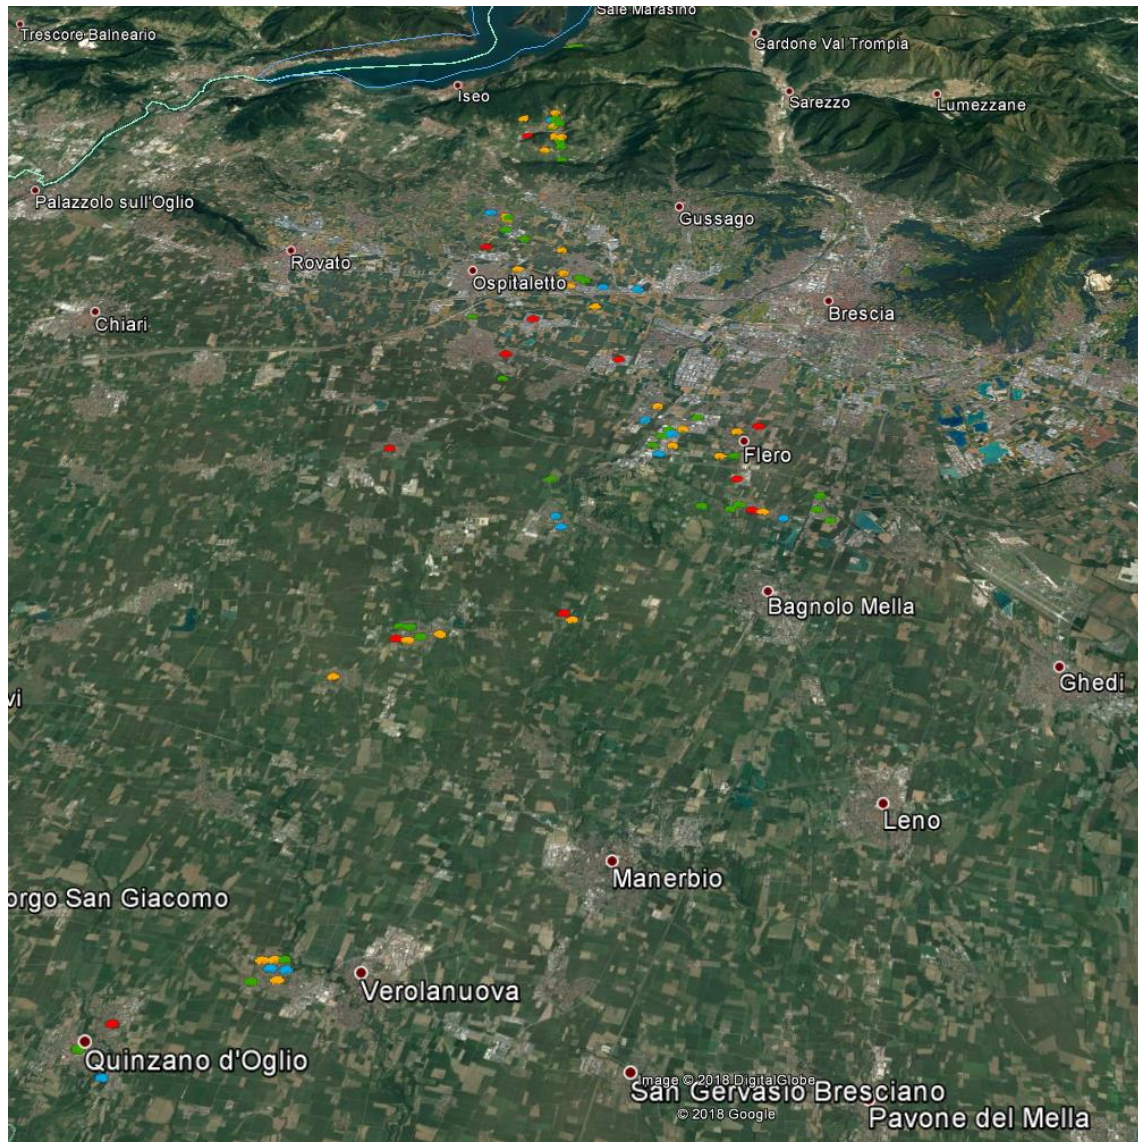 Sale Marasino
Trescore Balneario
Gardone Val Trompia
Iseo
Sarezzo
Lumezzane
Palazzolo sull'Oglio
Gussago
Rovato
Ospitaletto
Chiari
Brescia
Flero
Bagnolo Mella
Ghedi
vi
Leno
Manerbio
orgo San Giacomo
Verolanuova
Quinzano d'Oglio
Image © 2018 DigitalGlobe
San Gervasio Bresciano
© 2018 Google
Pavone del Mella